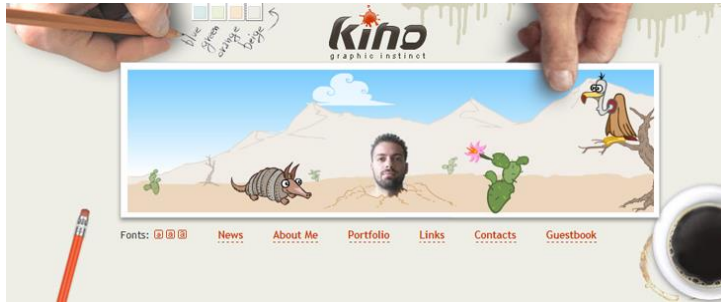 blue
green
orange
beige
kino
graphic instinct
Fonts: a a a News About Me Portfolio Links Contacts Guestbook